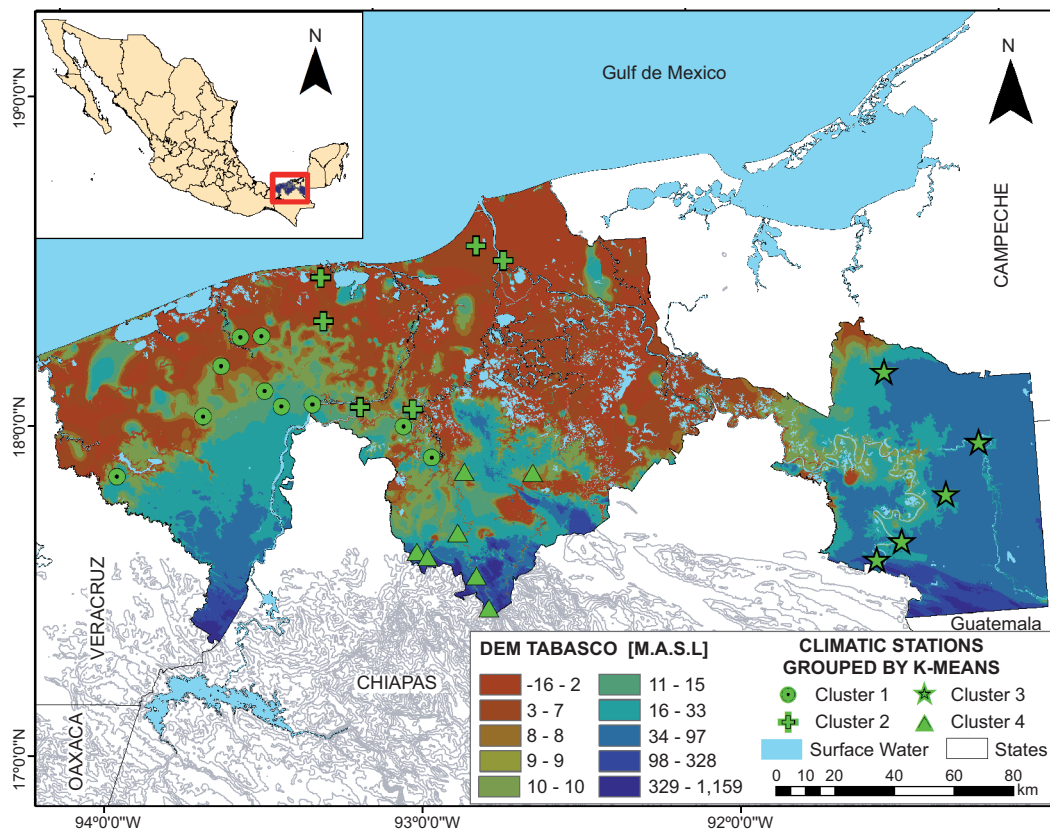 N
Gulf de Mexico
N
19°0'0"N
CAMPECHE
18°0'0"N
VERACRUZ
Guatemala
CHIAPAS
OAXACA
17°0'0"N
DEM TABASCO [M.A.S.L]
-16 - 2
3 - 7
8 - 8
9 - 9
10 - 10
11 - 15
16 - 33
34 - 97
98 - 328
329 - 1,159
CLIMATIC STATIONS
GROUPED BY K-MEANS
Cluster 1
Cluster 3
Cluster 2
Cluster 4
Surface Water
States
0 5 10 20 40 60 80
km
94°0'0"W
93°0'0"W
92°0'0"W